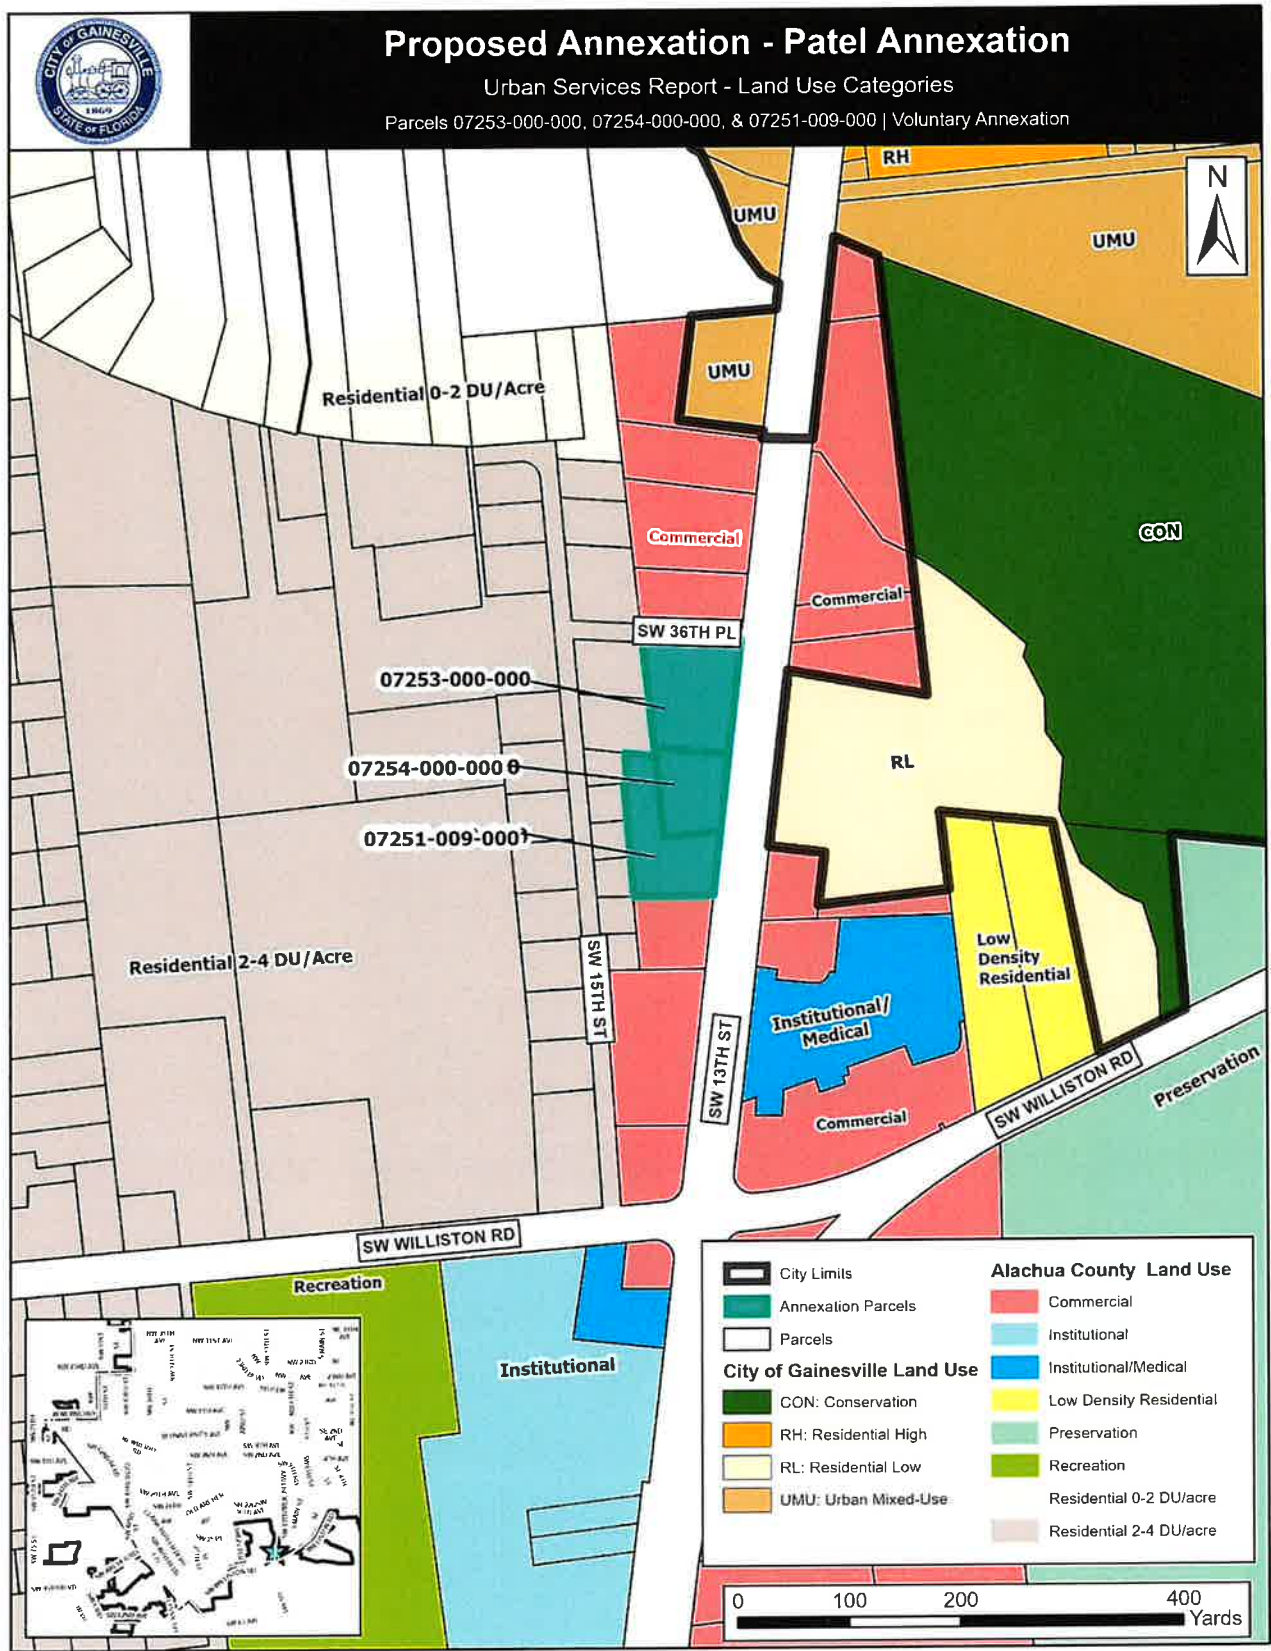 CITY OF GAINESVILLE
1869
STATE OF FLORIDA
Proposed Annexation - Patel Annexation
Urban Services Report - Land Use Categories
Parcels 07253-000-000, 07254-000-000, & 07251-009-000 | Voluntary Annexation
RH
N
UMU
UMU
UMU
Residential 0-2 DU/Acre
CON
Commercial
Commercial
SW 36TH PL
07253-000-000
RL
07254-000-000
07251-009-000
Low
Density
Residential
Residential 2-4 DU/Acre
SW 15TH ST
Institutional/
Medical
SW 13TH ST
SW WILLISTON RD
Preservation
Commercial
SW WILLISTON RD
Recreation
Institutional
City Limits
Annexation Parcels
Parcels
City of Gainesville Land Use
CON: Conservation
RH: Residential High
RL: Residential Low
UMU: Urban Mixed-Use
Alachua County Land Use
Commercial
Institutional
Institutional/Medical
Low Density Residential
Preservation
Recreation
Residential 0-2 DU/acre
Residential 2-4 DU/acre
0 100 200 400
Yards